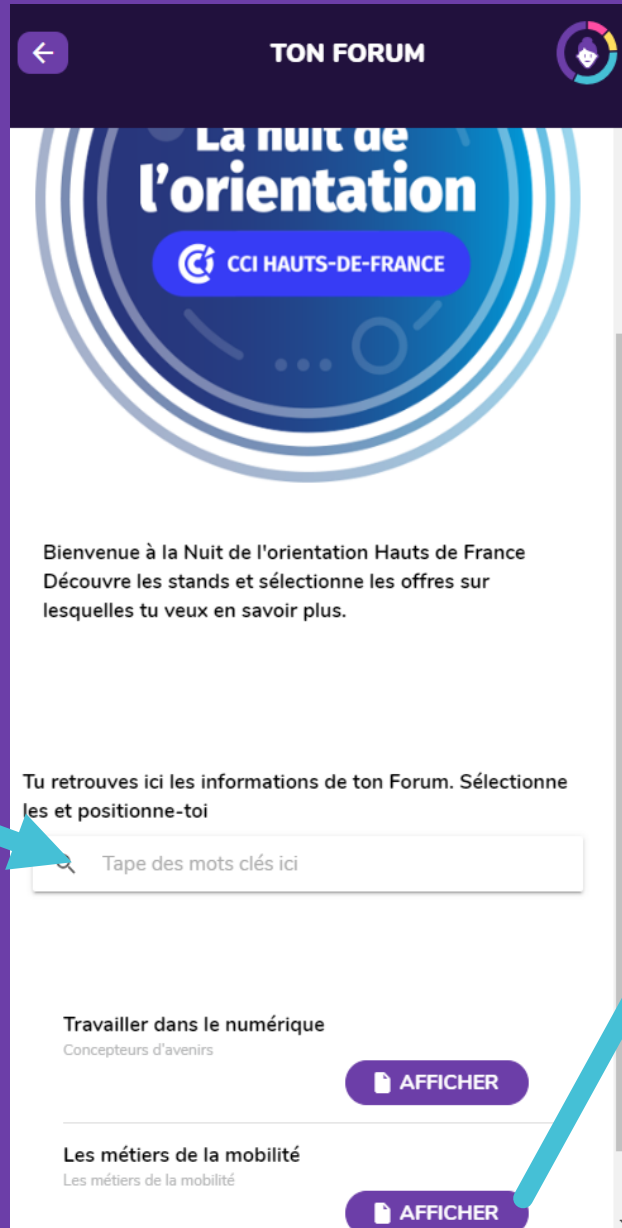 TON FORUM
La nuit de
l'orientation
CCI HAUTS-DE-FRANCE
Bienvenue à la Nuit de l'orientation Hauts de France
Découvre les stands et sélectionne les offres sur
lesquelles tu veux en savoir plus.
Tu retrouves ici les informations de ton Forum. Sélectionne
les et positionne-toi
Tape des mots clés ici
Travailler dans le numérique
Concepteurs d'avenirs
AFFICHER
Les métiers de la mobilité
Les métiers de la mobilité
AFFICHER